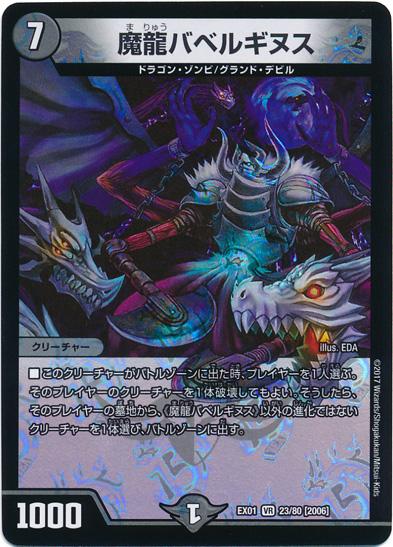 7
ま りゅう
魔龍バベルギヌス
ドラゴン・ゾンビ/グランド・デビル
クリーチャー
illus. EDA
■このクリーチャーがバトルゾーンに出た時、プレイヤーを1人選ぶ。
そのプレイヤーのクリーチャーを1体破壊してもよい。そうしたら、
そのプレイヤーの墓地から、《魔龍バベルギヌス》以外の進化ではない
クリーチャーを1体選び、バトルゾーンに出す。
©2017 Wizards/Shogakukan/Mitsui-Kids
1000
1
EX01 VR 23/80 [2006]